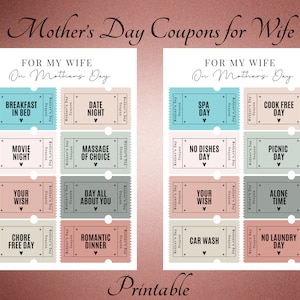 Mother's Day Coupons for Wife
FOR MY WIFE
On Mother's Day
BREAKFAST
IN BED
DATE
NIGHT
MOVIE
NIGHT
MASSAGE
OF CHOICE
YOUR
WISH
DAY ALL
ABOUT YOU
CHORE FREE
DAY
ROMANTIC
DINNER
FOR MY WIFE
On Mother's Day
SPA
DAY
COOK FREE
DAY
NO DISHES
DAY
PICNIC
DAY
YOUR
WISH
ALONE
TIME
CAR WASH
NO LAUNDRY
DAY
Printable